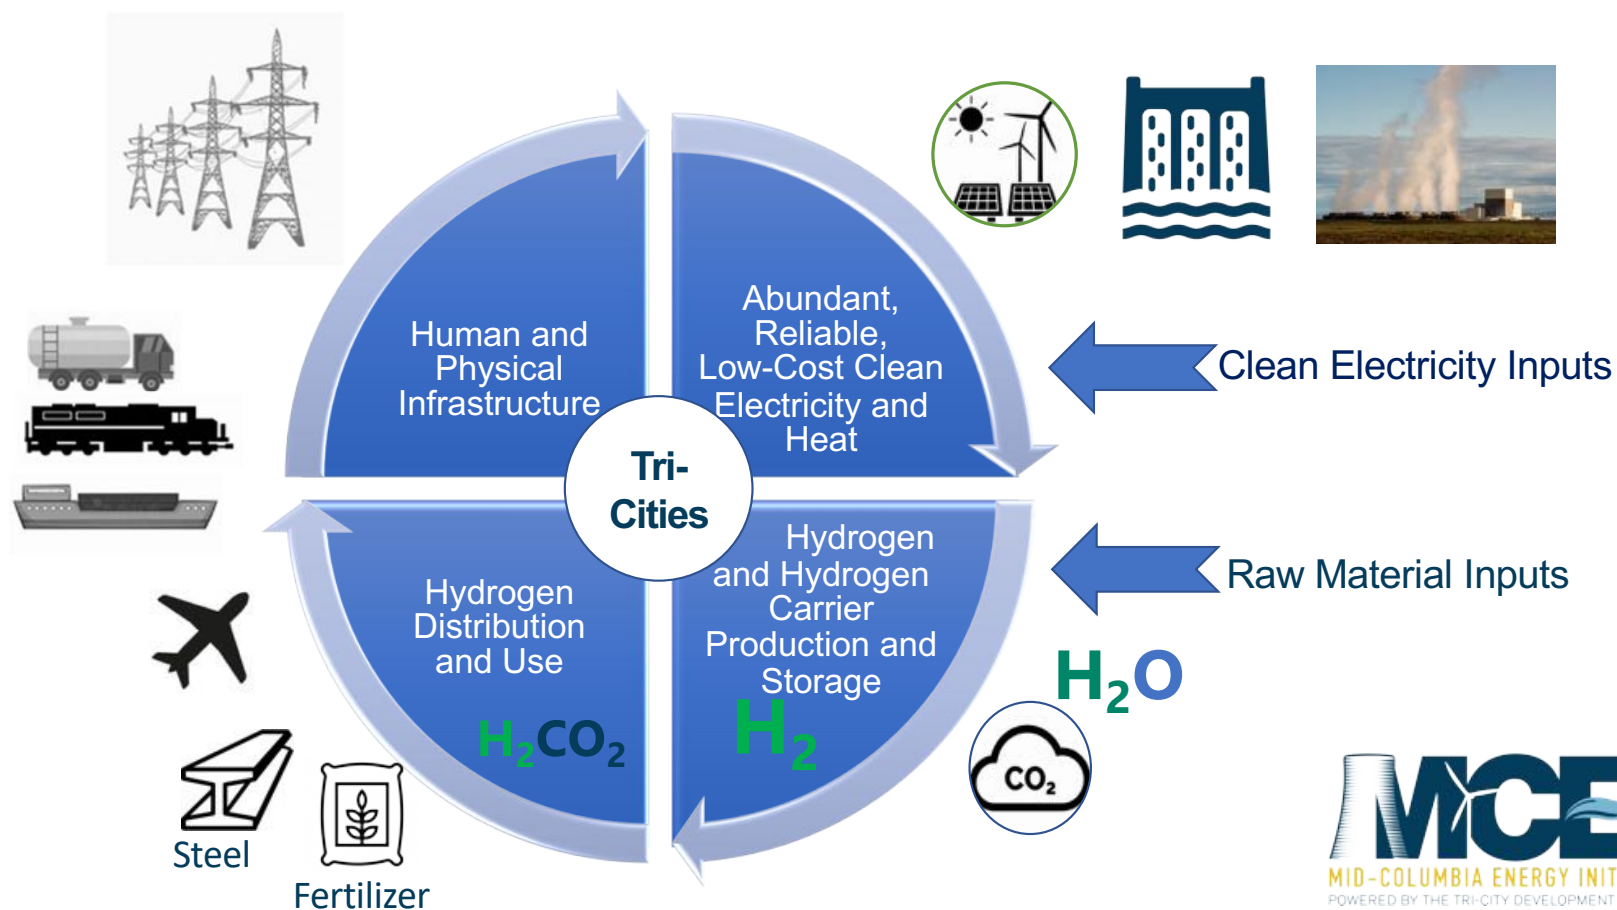 Human and
Physical
Infrastructure
Abundant,
Reliable,
Low-Cost Clean
Electricity and
Heat
Clean Electricity Inputs
Tri-
Cities
Hydrogen
Distribution
and Use
H₂CO₂
Hydrogen
and Hydrogen
Carrier
Production and
Storage
H₂
Raw Material Inputs
H₂O
CO₂
Steel
Fertilizer
MCE
MID-COLUMBIA ENERGY INIT
POWERED BY THE TRI-CITY DEVELOPMENT